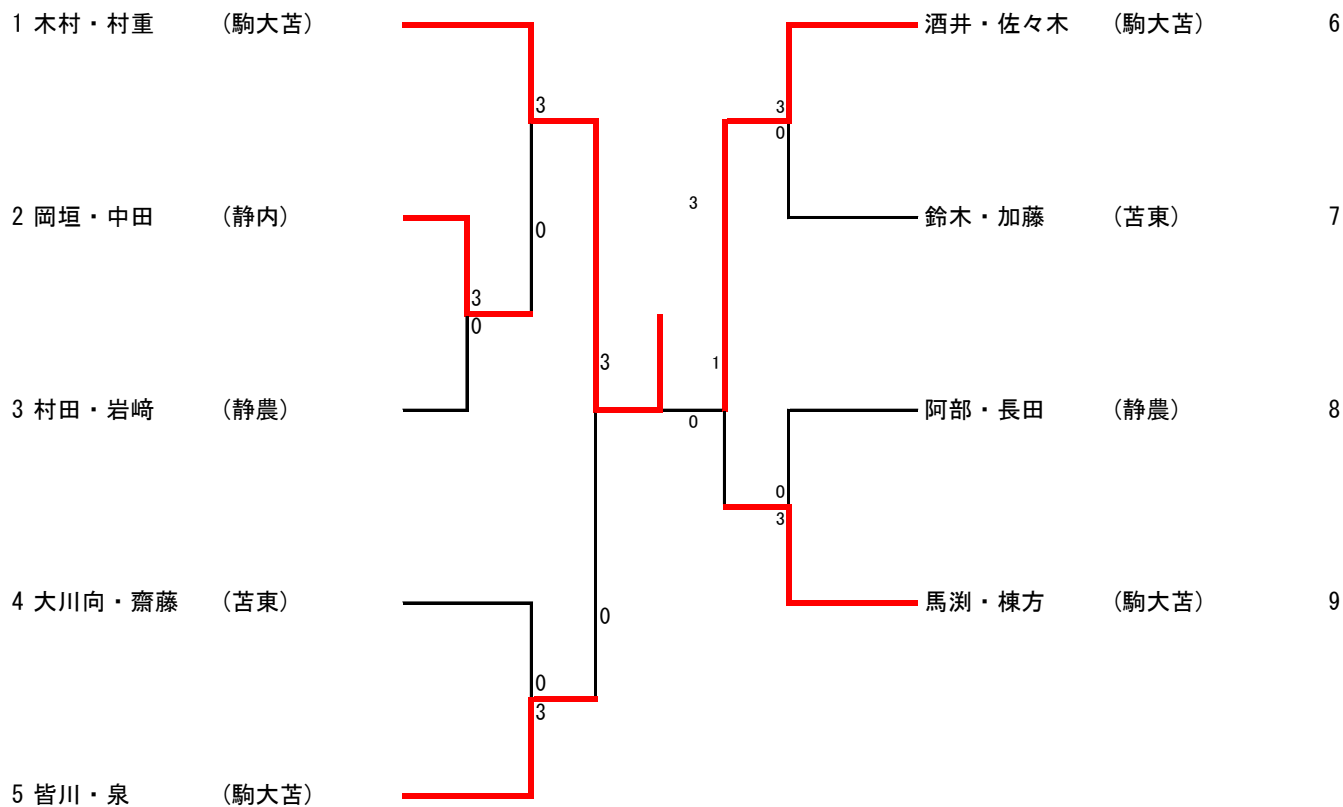 1 木村・村重 (駒大苫)
酒井・佐々木 (駒大苫) 6
3
3
0
3
2 岡垣・中田 (静内)
鈴木・加藤 (苫東) 7
0
3
0
3
1
3 村田・岩﨑 (静農)
0
阿部・長田 (静農) 8
0
3
4 大川向・齋藤 (苫東)
0
馬渕・棟方 (駒大苫) 9
0
3
5 皆川・泉 (駒大苫)